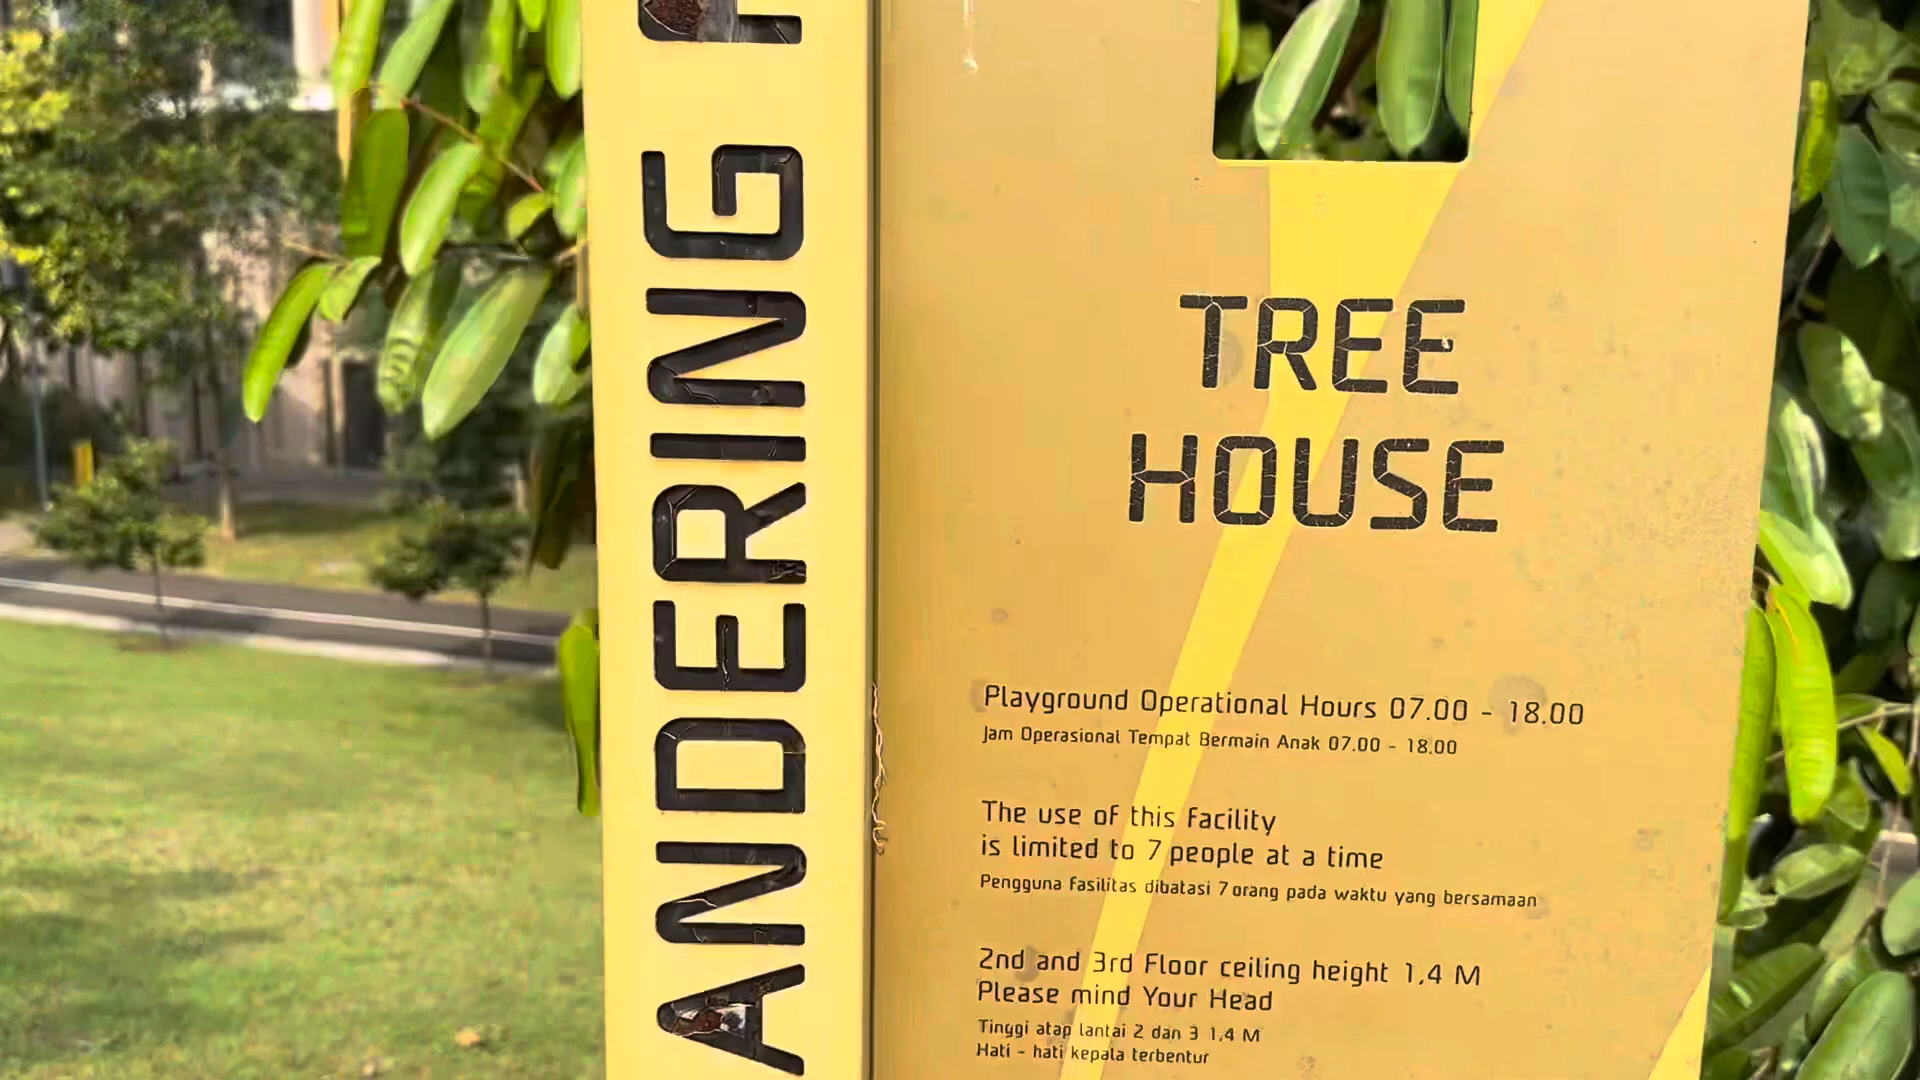 ANDERING
TREE
HOUSE
Playground Operational Hours 07.00 - 18.00
Jam Operasional Tempat Bermain Anak 07.00 - 18.00
The use of this facility
is limited to 7 people at a time
Pengguna fasilitas dibatasi 7 orang pada waktu yang bersamaan
2nd and 3rd Floor ceiling height 1,4 M
Please mind Your Head
Tinggi atap lantai 2 dan 3 1,4 M
Hati - hati kepala terbentur